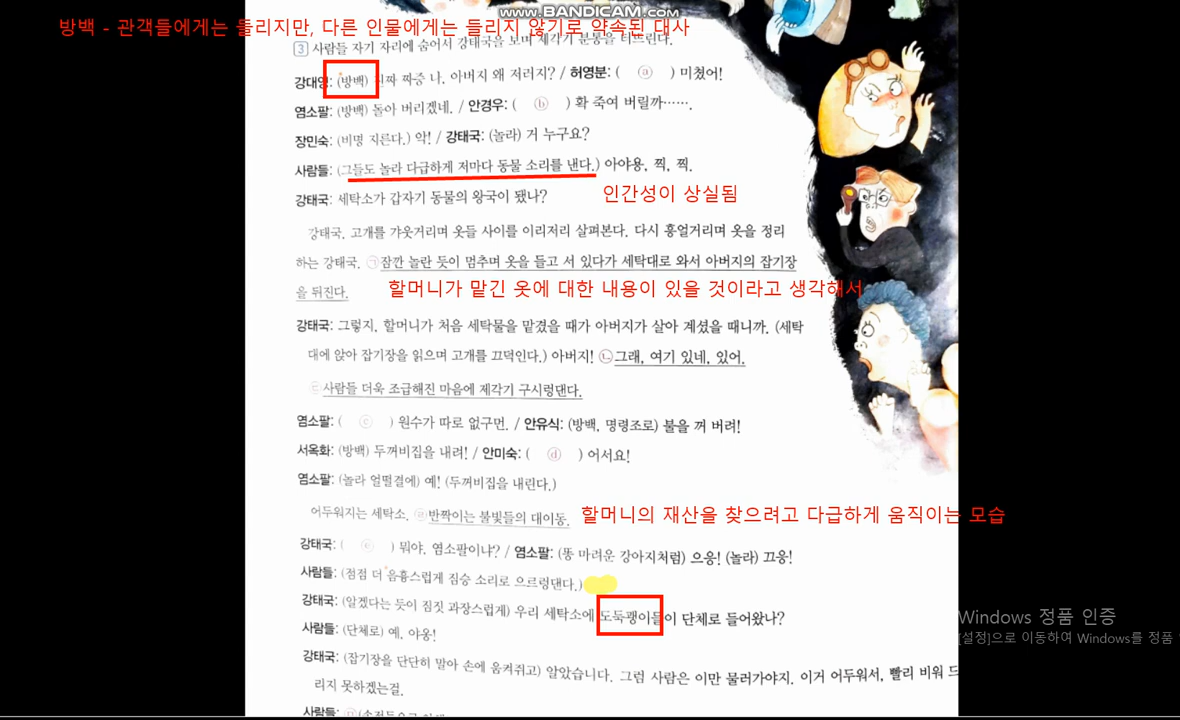 www.BANDICAM.com
방백 - 관객들에게는 들리지만, 다른 인물에게는 들리지 않기로 약속된 대사
3 사람들 자기 자리에 숨어서 강태국을 보며 제각기 분통을 터뜨린다.
강대영: (방백) 진짜 짜증 나. 아버지 왜 저러지? / 허영분: ( ⓐ ) 미쳤어!
염소팔: (방백) 돌아 버리겠네. / 안경우: ( ⓑ ) 확 죽여 버릴까…….
장민숙: (비명 지른다.) 악! / 강태국: (놀라) 거 누구요?
사람들: (그들도 놀라 다급하게 저마다 동물 소리를 낸다.) 아야옹, 찍, 찍.
강태국: 세탁소가 갑자기 동물의 왕국이 됐나?
인간성이 상실됨
강태국, 고개를 갸웃거리며 옷들 사이를 이리저리 살펴본다. 다시 흥얼거리며 옷을 정리
하는 강태국. ㉠잠깐 놀란 듯이 멈추며 옷을 들고 서 있다가 세탁대로 와서 아버지의 잡기장
을 뒤진다.
할머니가 맡긴 옷에 대한 내용이 있을 것이라고 생각해서
강태국: 그렇지, 할머니가 처음 세탁물을 맡겼을 때가 아버지가 살아 계셨을 때니까. (세탁
대에 앉아 잡기장을 읽으며 고개를 끄덕인다.) 아버지! ㉡그래, 여기 있네, 있어.
㉢사람들 더욱 조급해진 마음에 제각기 구시렁댄다.
염소팔: ( ⓒ ) 원수가 따로 없구먼. / 안유식: (방백, 명령조로) 불을 꺼 버려!
서옥화: (방백) 두꺼비집을 내려! / 안미숙: ( ⓓ ) 어서요!
염소팔: (놀라 얼떨결에) 예! (두꺼비집을 내린다.)
어두워지는 세탁소. ㉣반짝이는 불빛들의 대이동.
할머니의 재산을 찾으려고 다급하게 움직이는 모습
강태국: ( ⓔ ) 뭐야. 염소팔이냐? / 염소팔: (똥 마려운 강아지처럼) 으응! (놀라) 끄응!
사람들: (점점 더 음흉스럽게 짐승 소리로 으르렁댄다.)
강태국: (알겠다는 듯이 짐짓 과장스럽게) 우리 세탁소에 도둑괭이들이 단체로 들어왔나?
사람들: (단체로) 예, 야옹!
강태국: (잡기장을 단단히 말아 손에 움켜쥐고) 알았습니다. 그럼 사람은 이만 물러가야지. 이거 어두워서, 빨리 비워 드
리지 못하겠는걸.
사람들:
Windows 정품 인증
[설정]으로 이동하여 Windows를 정품